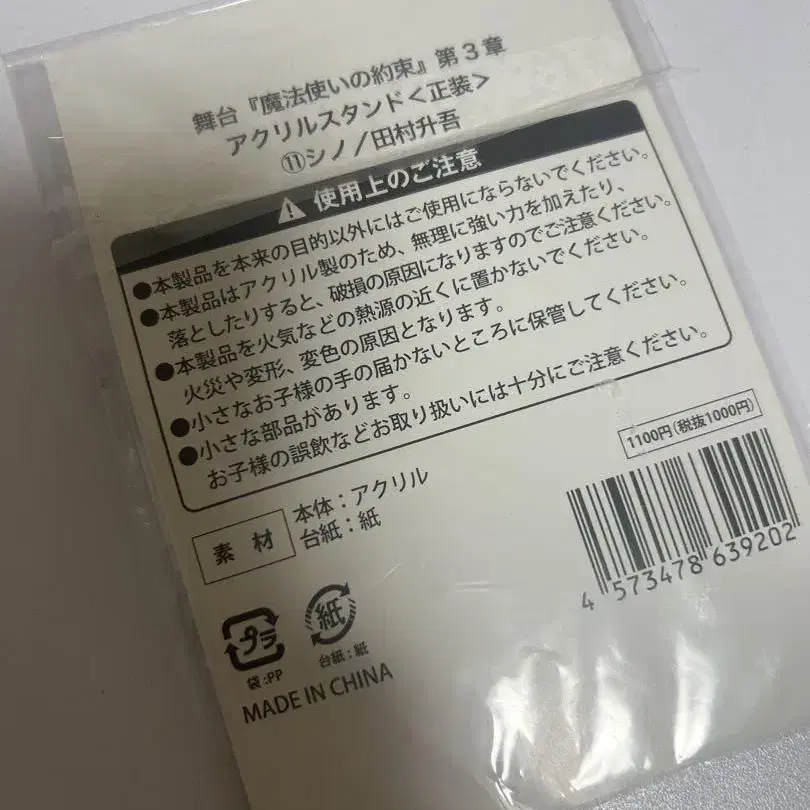 舞台『魔法使いの約束』第3章
アクリルスタンド＜正装＞
⑪シノ／田村升吾
使用上のご注意
●本製品を本来の目的以外にはご使用にならないでください。
●本製品はアクリル製のため、無理に強い力を加えたり、
落としたりすると、破損の原因になりますのでご注意ください。
●本製品を火気などの熱源の近くに置かないでください。
火災や変形、変色の原因となります。
●小さなお子様の手の届かないところに保管してください。
●小さな部品があります。
お子様の誤飲などお取り扱いには十分にご注意ください。
1100円（税抜1000円）
素材
本体：アクリル
台紙：紙
4 573478 639202
プラ
袋：PP
紙
台紙：紙
MADE IN CHINA